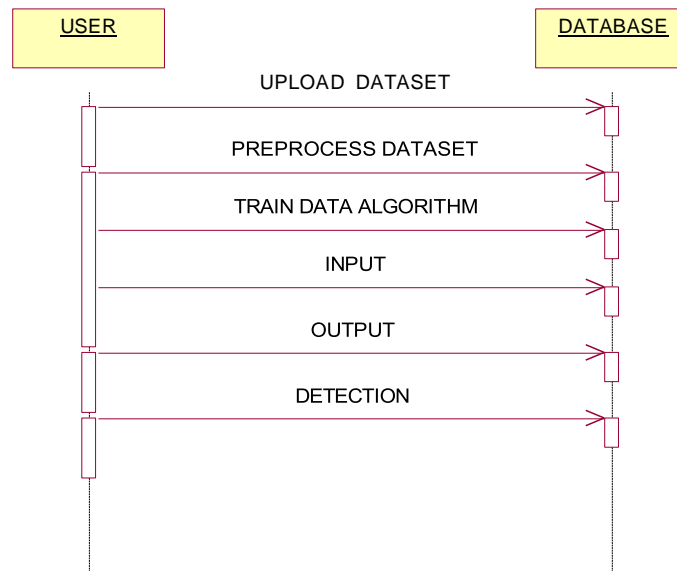 USER
DATABASE
UPLOAD DATASET
PREPROCESS DATASET
TRAIN DATA ALGORITHM
INPUT
OUTPUT
DETECTION